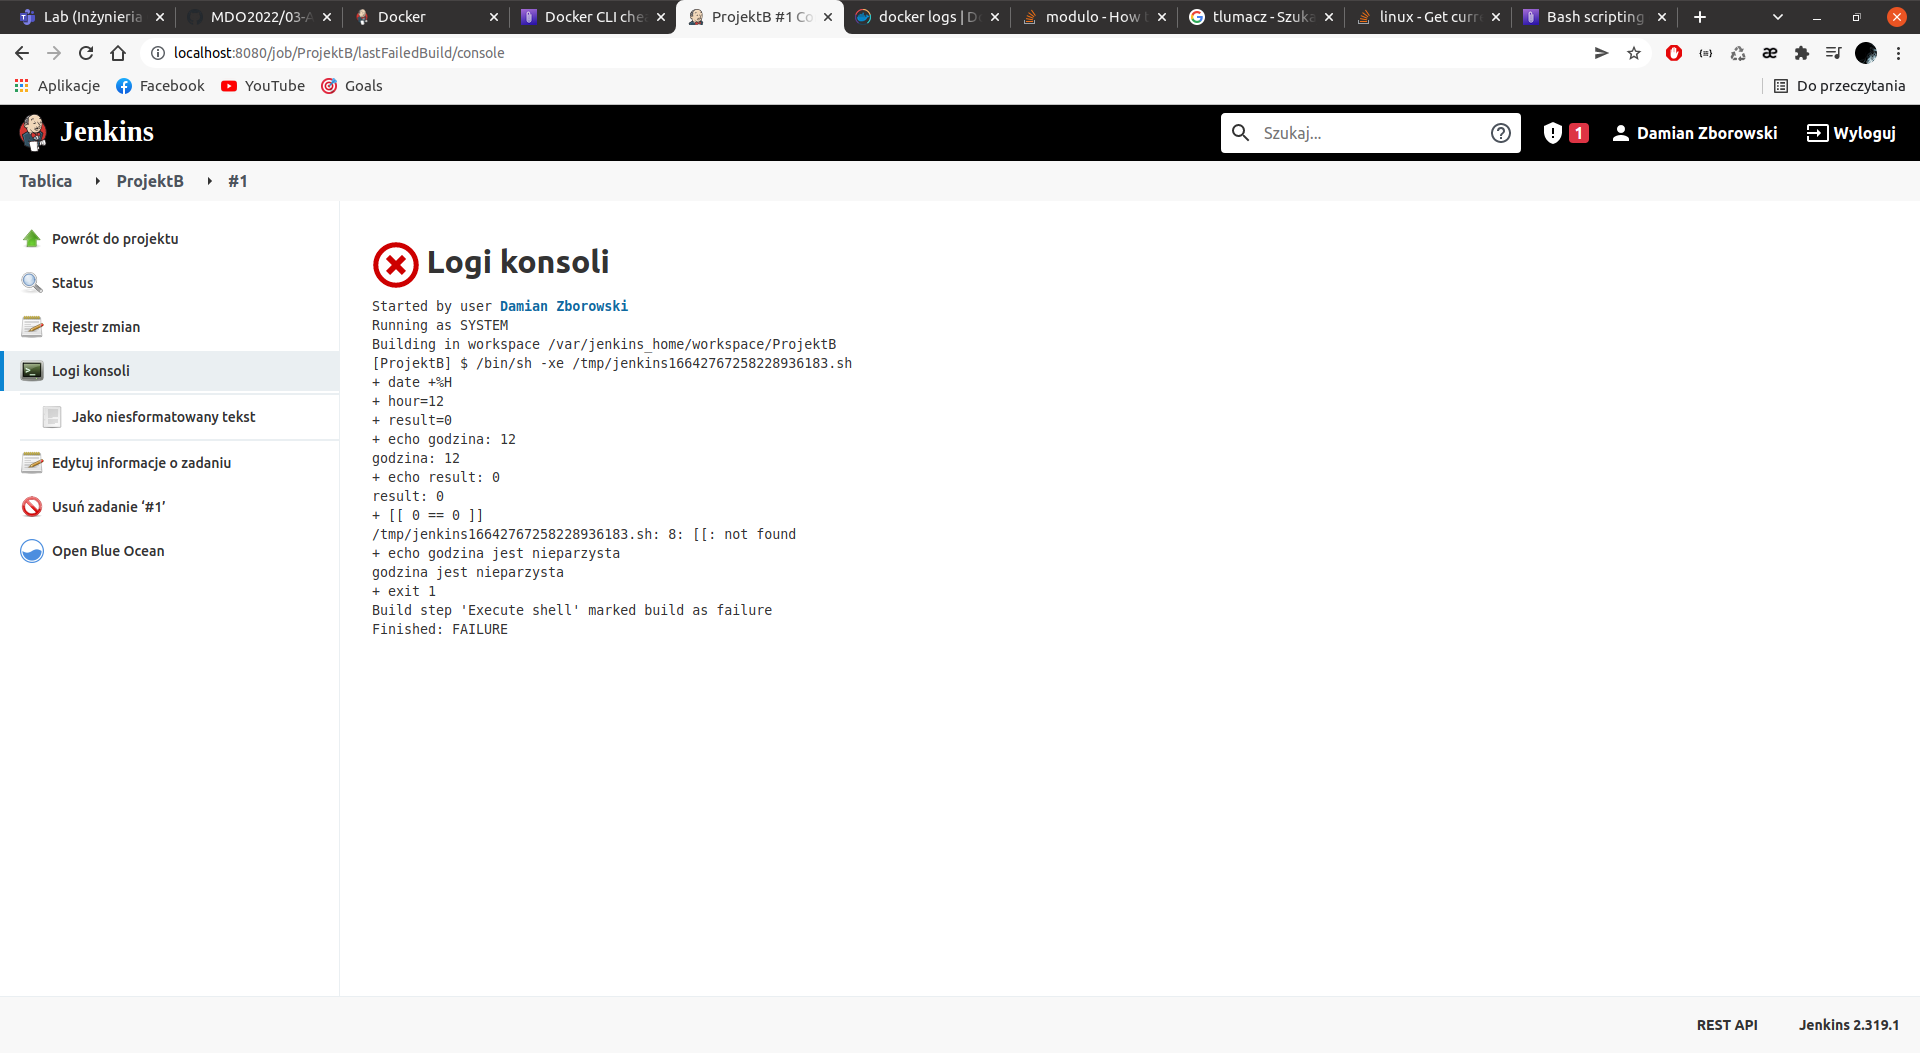 Lab (Inżynieria
MDO2022/03-A
Docker
Docker CLI che
ProjektB #1 Co
docker logs | D
modulo - How t
tlumacz - Szuka
linux - Get curr
Bash scripting
localhost:8080/job/ProjektB/lastFailedBuild/console
Aplikacje
Facebook
YouTube
Goals
Do przeczytania
Jenkins
Szukaj...
1
Damian Zborowski
Wyloguj
Tablica
ProjektB
#1
Powrót do projektu
Status
Rejestr zmian
Logi konsoli
Jako niesformatowany tekst
Edytuj informacje o zadaniu
Usuń zadanie ‘#1’
Open Blue Ocean
Logi konsoli
Started by user Damian Zborowski
Running as SYSTEM
Building in workspace /var/jenkins_home/workspace/ProjektB
[ProjektB] $ /bin/sh -xe /tmp/jenkins16642767258228936183.sh
+ date +%H
+ hour=12
+ result=0
+ echo godzina: 12
godzina: 12
+ echo result: 0
result: 0
+ [[ 0 == 0 ]]
/tmp/jenkins16642767258228936183.sh: 8: [[: not found
+ echo godzina jest nieparzysta
godzina jest nieparzysta
+ exit 1
Build step 'Execute shell' marked build as failure
Finished: FAILURE
REST API
Jenkins 2.319.1